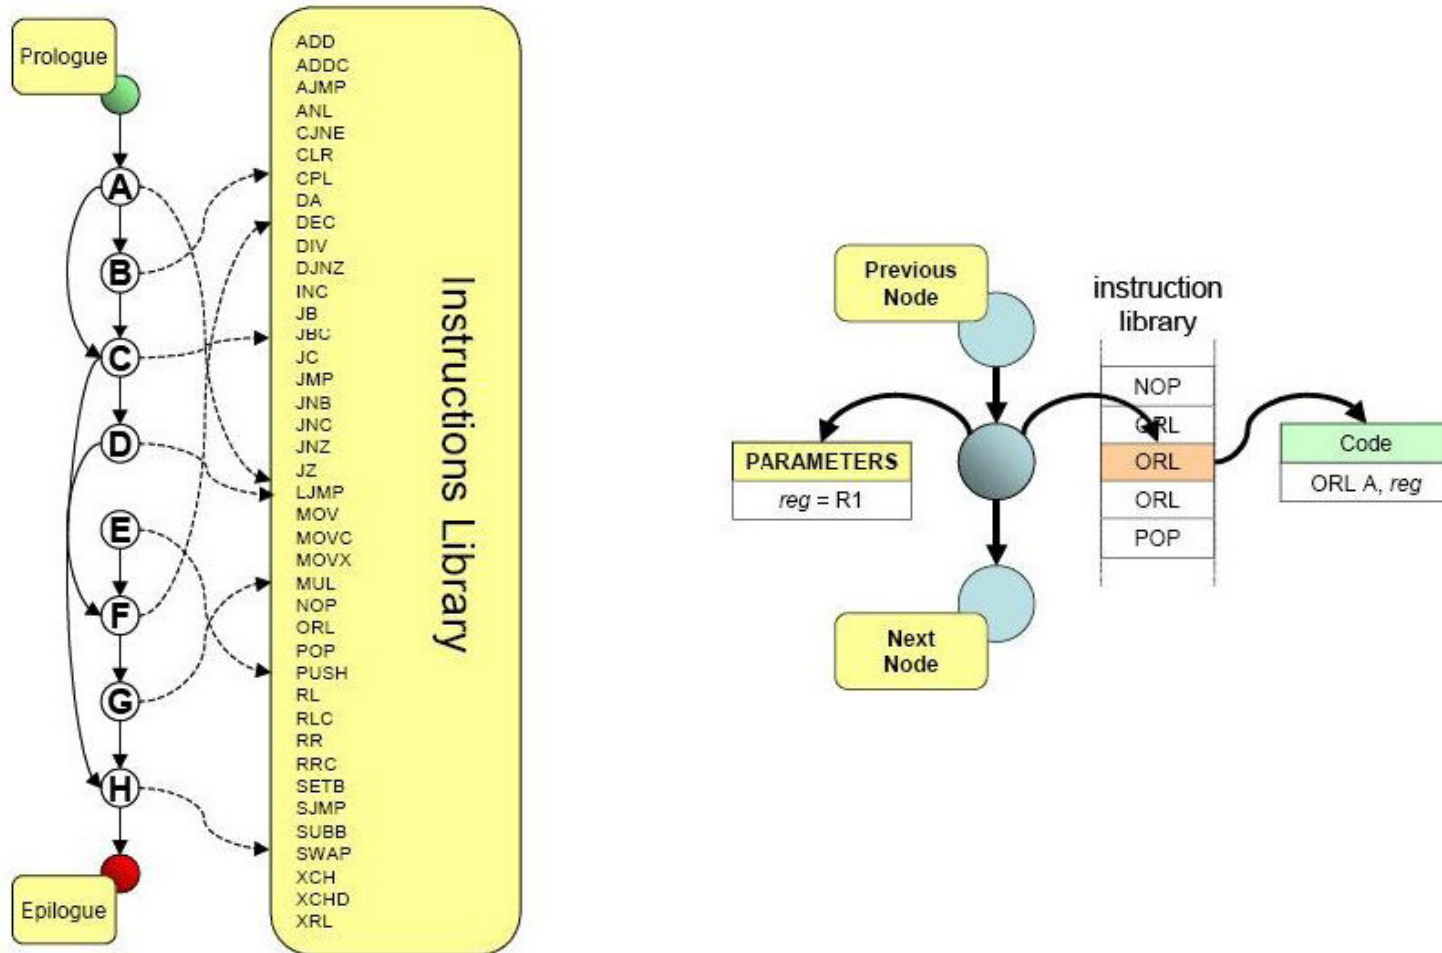 Prologue
A
B
C
D
E
F
G
H
Epilogue
ADD
ADDC
AJMP
ANL
CJNE
CLR
CPL
DA
DEC
DIV
DJNZ
INC
JB
JBC
JC
JMP
JNB
JNC
JNZ
JZ
LJMP
MOV
MOVC
MOVX
MUL
NOP
ORL
POP
PUSH
RL
RLC
RR
RRC
SETB
SJMP
SUBB
SWAP
XCH
XCHD
XRL
Instructions Library
Previous
Node
instruction
library
PARAMETERS
reg = R1
NOP
ORL
ORL
ORL
POP
Code
ORL A, reg
Next
Node